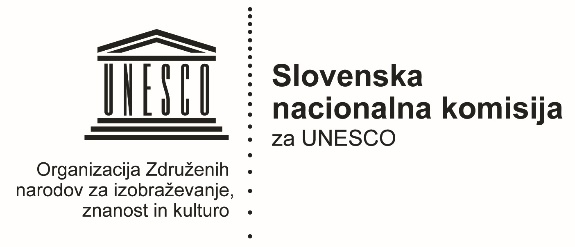 UNESCO
Organizacija Združenih
narodov za izobraževanje,
znanost in kulturo
Slovenska
nacionalna komisija
za UNESCO